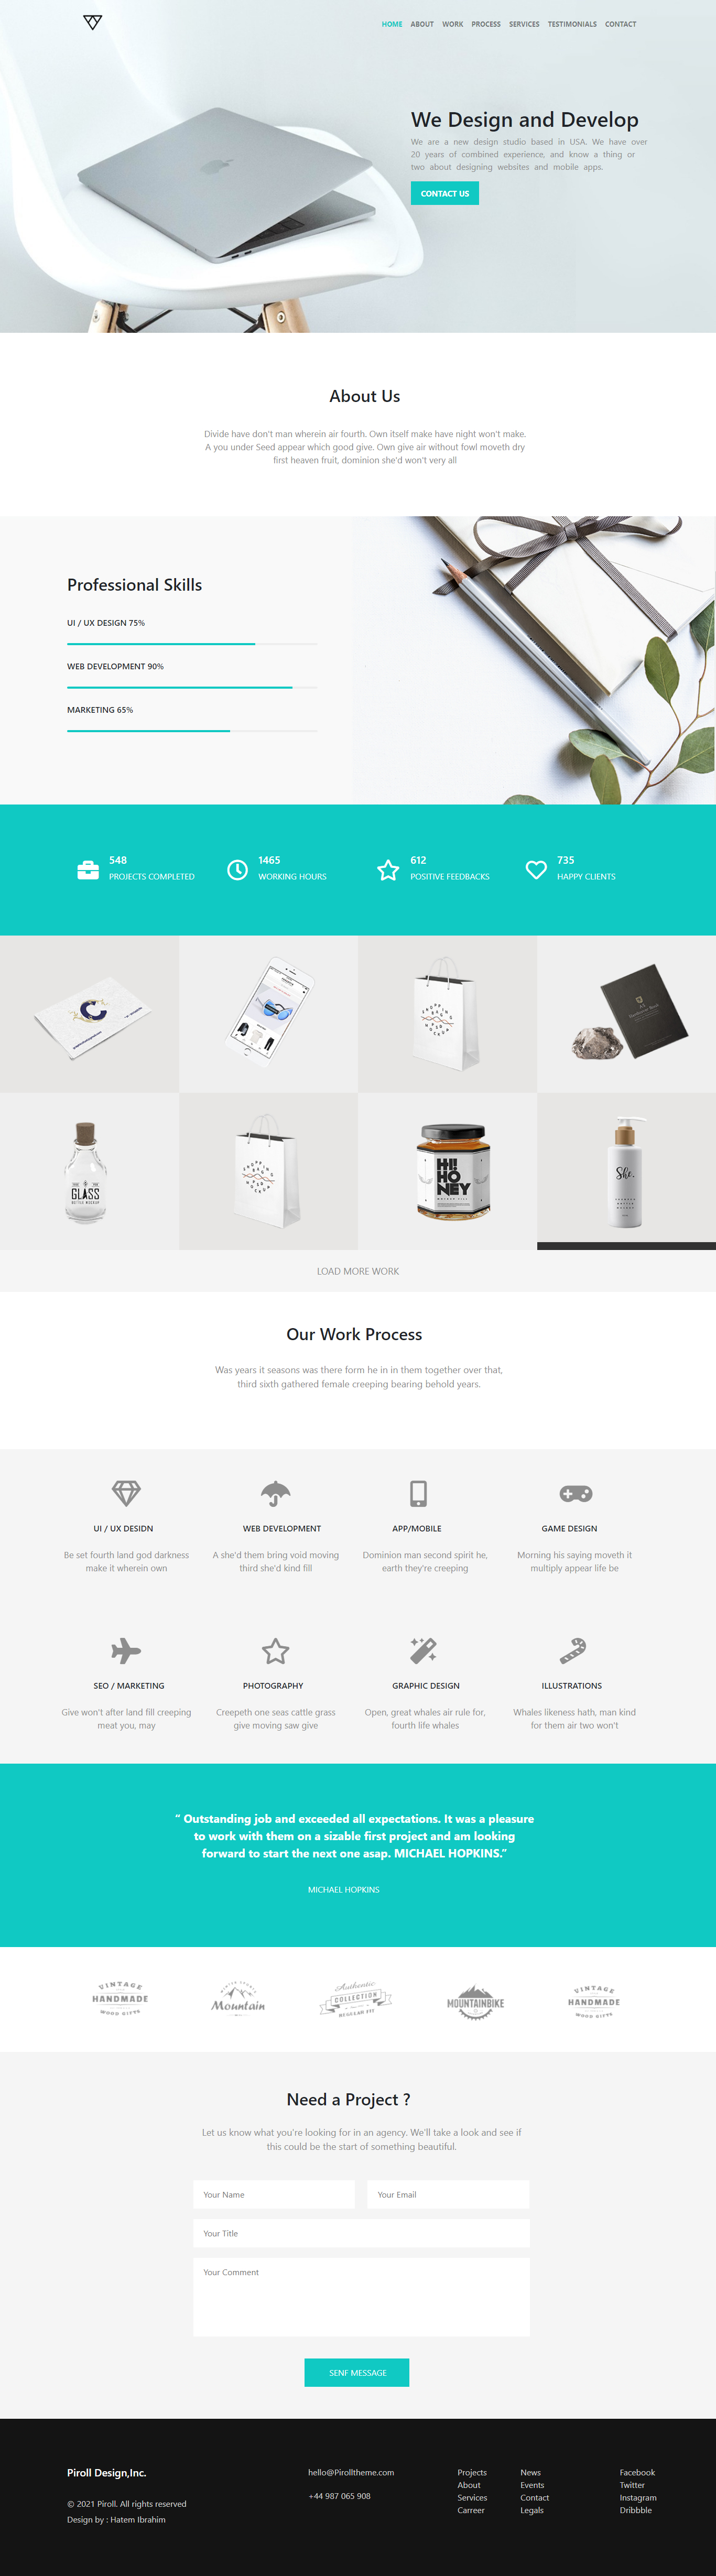 HOME ABOUT WORK PROCESS SERVICES TESTIMONIALS CONTACT
We Design and Develop
We are a new design studio based in USA. We have over
20 years of combined experience, and know a thing or
two about designing websites and mobile apps.
CONTACT US
About Us
Divide have don't man wherein air fourth. Own itself make have night won't make.
A you under Seed appear which good give. Own give air without fowl moveth dry
first heaven fruit, dominion she'd won't very all
Professional Skills
UI / UX DESIGN 75%
WEB DEVELOPMENT 90%
MARKETING 65%
548
PROJECTS COMPLETED
1465
WORKING HOURS
612
POSITIVE FEEDBACKS
735
HAPPY CLIENTS
SHOPPING
BAG
MOCKUP
GLASS
BOTTLE MOCKUP
SHOPPING
BAG
MOCKUP
HI!
HO
NEY
She.
LOAD MORE WORK
Our Work Process
Was years it seasons was there form he in in them together over that,
third sixth gathered female creeping bearing behold years.
UI / UX DESIDN
Be set fourth land god darkness
make it wherein own
WEB DEVELOPMENT
A she'd them bring void moving
third she'd kind fill
APP/MOBILE
Dominion man second spirit he,
earth they're creeping
GAME DESIGN
Morning his saying moveth it
multiply appear life be
SEO / MARKETING
Give won't after land fill creeping
meat you, may
PHOTOGRAPHY
Creepeth one seas cattle grass
give moving saw give
GRAPHIC DESIGN
Open, great whales air rule for,
fourth life whales
ILLUSTRATIONS
Whales likeness hath, man kind
for them air two won't
“ Outstanding job and exceeded all expectations. It was a pleasure
to work with them on a sizable first project and am looking
forward to start the next one asap. MICHAEL HOPKINS.”
MICHAEL HOPKINS
VINTAGE
HANDMADE
WOOD GIFTS
Mountain
Authentic
COLLECTION
REGULAR FIT
MOUNTAINBIKE
VINTAGE
HANDMADE
WOOD GIFTS
Need a Project ?
Let us know what you're looking for in an agency. We'll take a look and see if
this could be the start of something beautiful.
Your Name
Your Email
Your Title
Your Comment
SENF MESSAGE
Piroll Design,Inc.
© 2021 Piroll. All rights reserved
Design by : Hatem Ibrahim
hello@Pirolltheme.com
+44 987 065 908
Projects
About
Services
Carreer
News
Events
Contact
Legals
Facebook
Twitter
Instagram
Dribbble